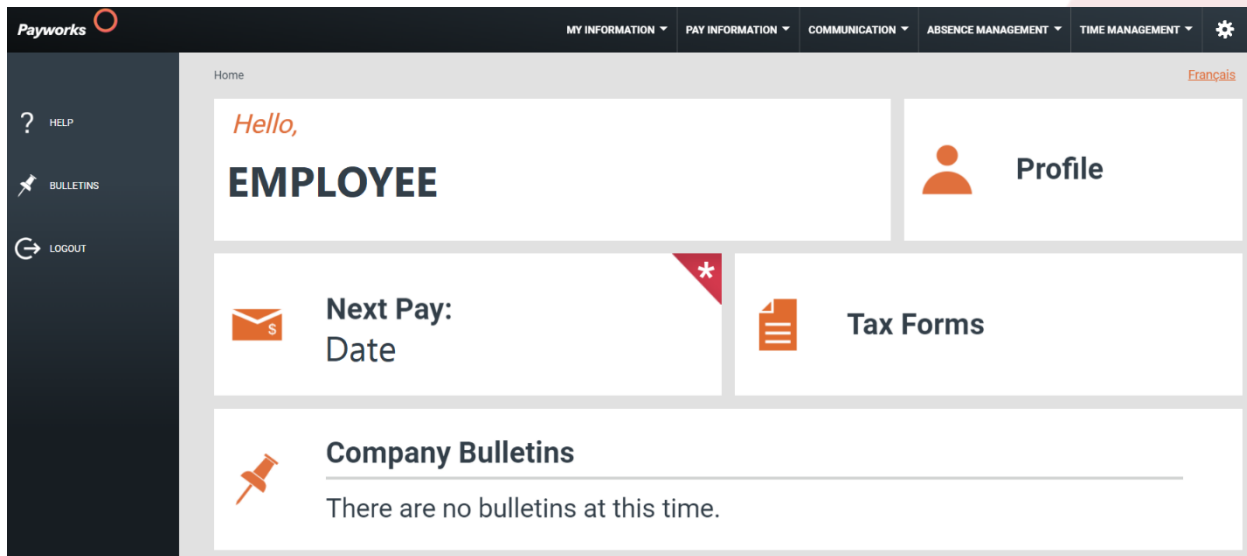 Payworks
MY INFORMATION PAY INFORMATION COMMUNICATION ABSENCE MANAGEMENT TIME MANAGEMENT
Home
Français
? HELP
BULLETINS
LOGOUT
Hello,
EMPLOYEE
Profile
Next Pay:
Date
*
$
Tax Forms
Company Bulletins
There are no bulletins at this time.